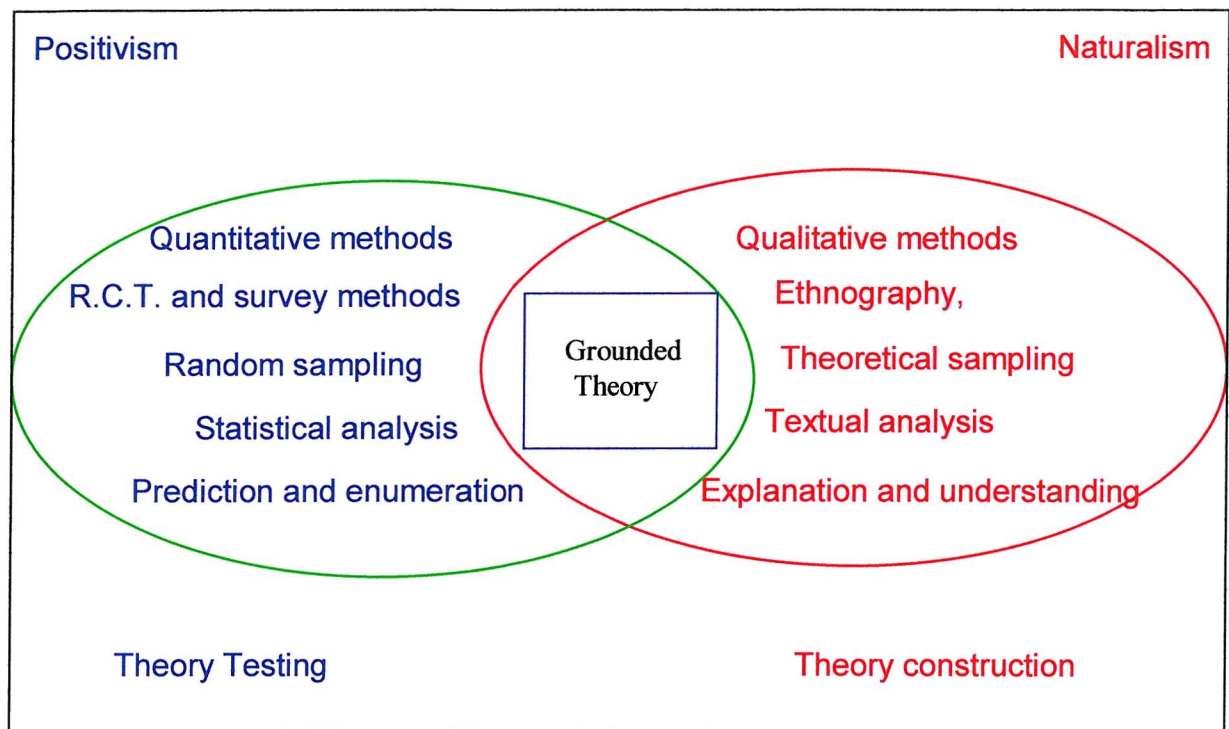 Positivism
Naturalism
Quantitative methods
R.C.T. and survey methods
Random sampling
Statistical analysis
Prediction and enumeration
Grounded
Theory
Qualitative methods
Ethnography,
Theoretical sampling
Textual analysis
Explanation and understanding
Theory Testing
Theory construction